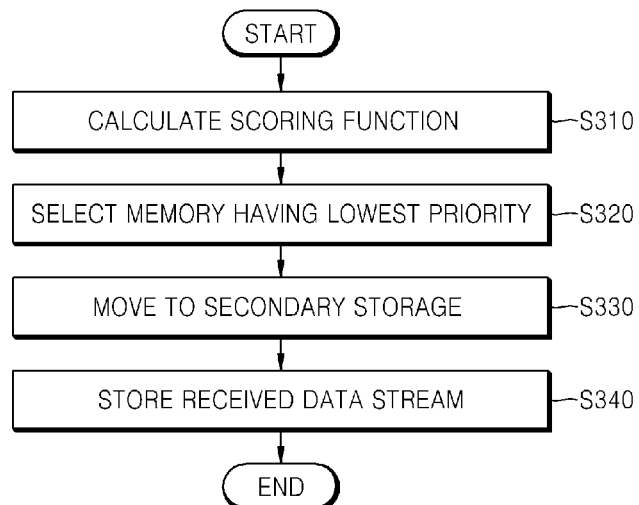 START
CALCULATE SCORING FUNCTION S310
SELECT MEMORY HAVING LOWEST PRIORITY S320
MOVE TO SECONDARY STORAGE S330
STORE RECEIVED DATA STREAM S340
END